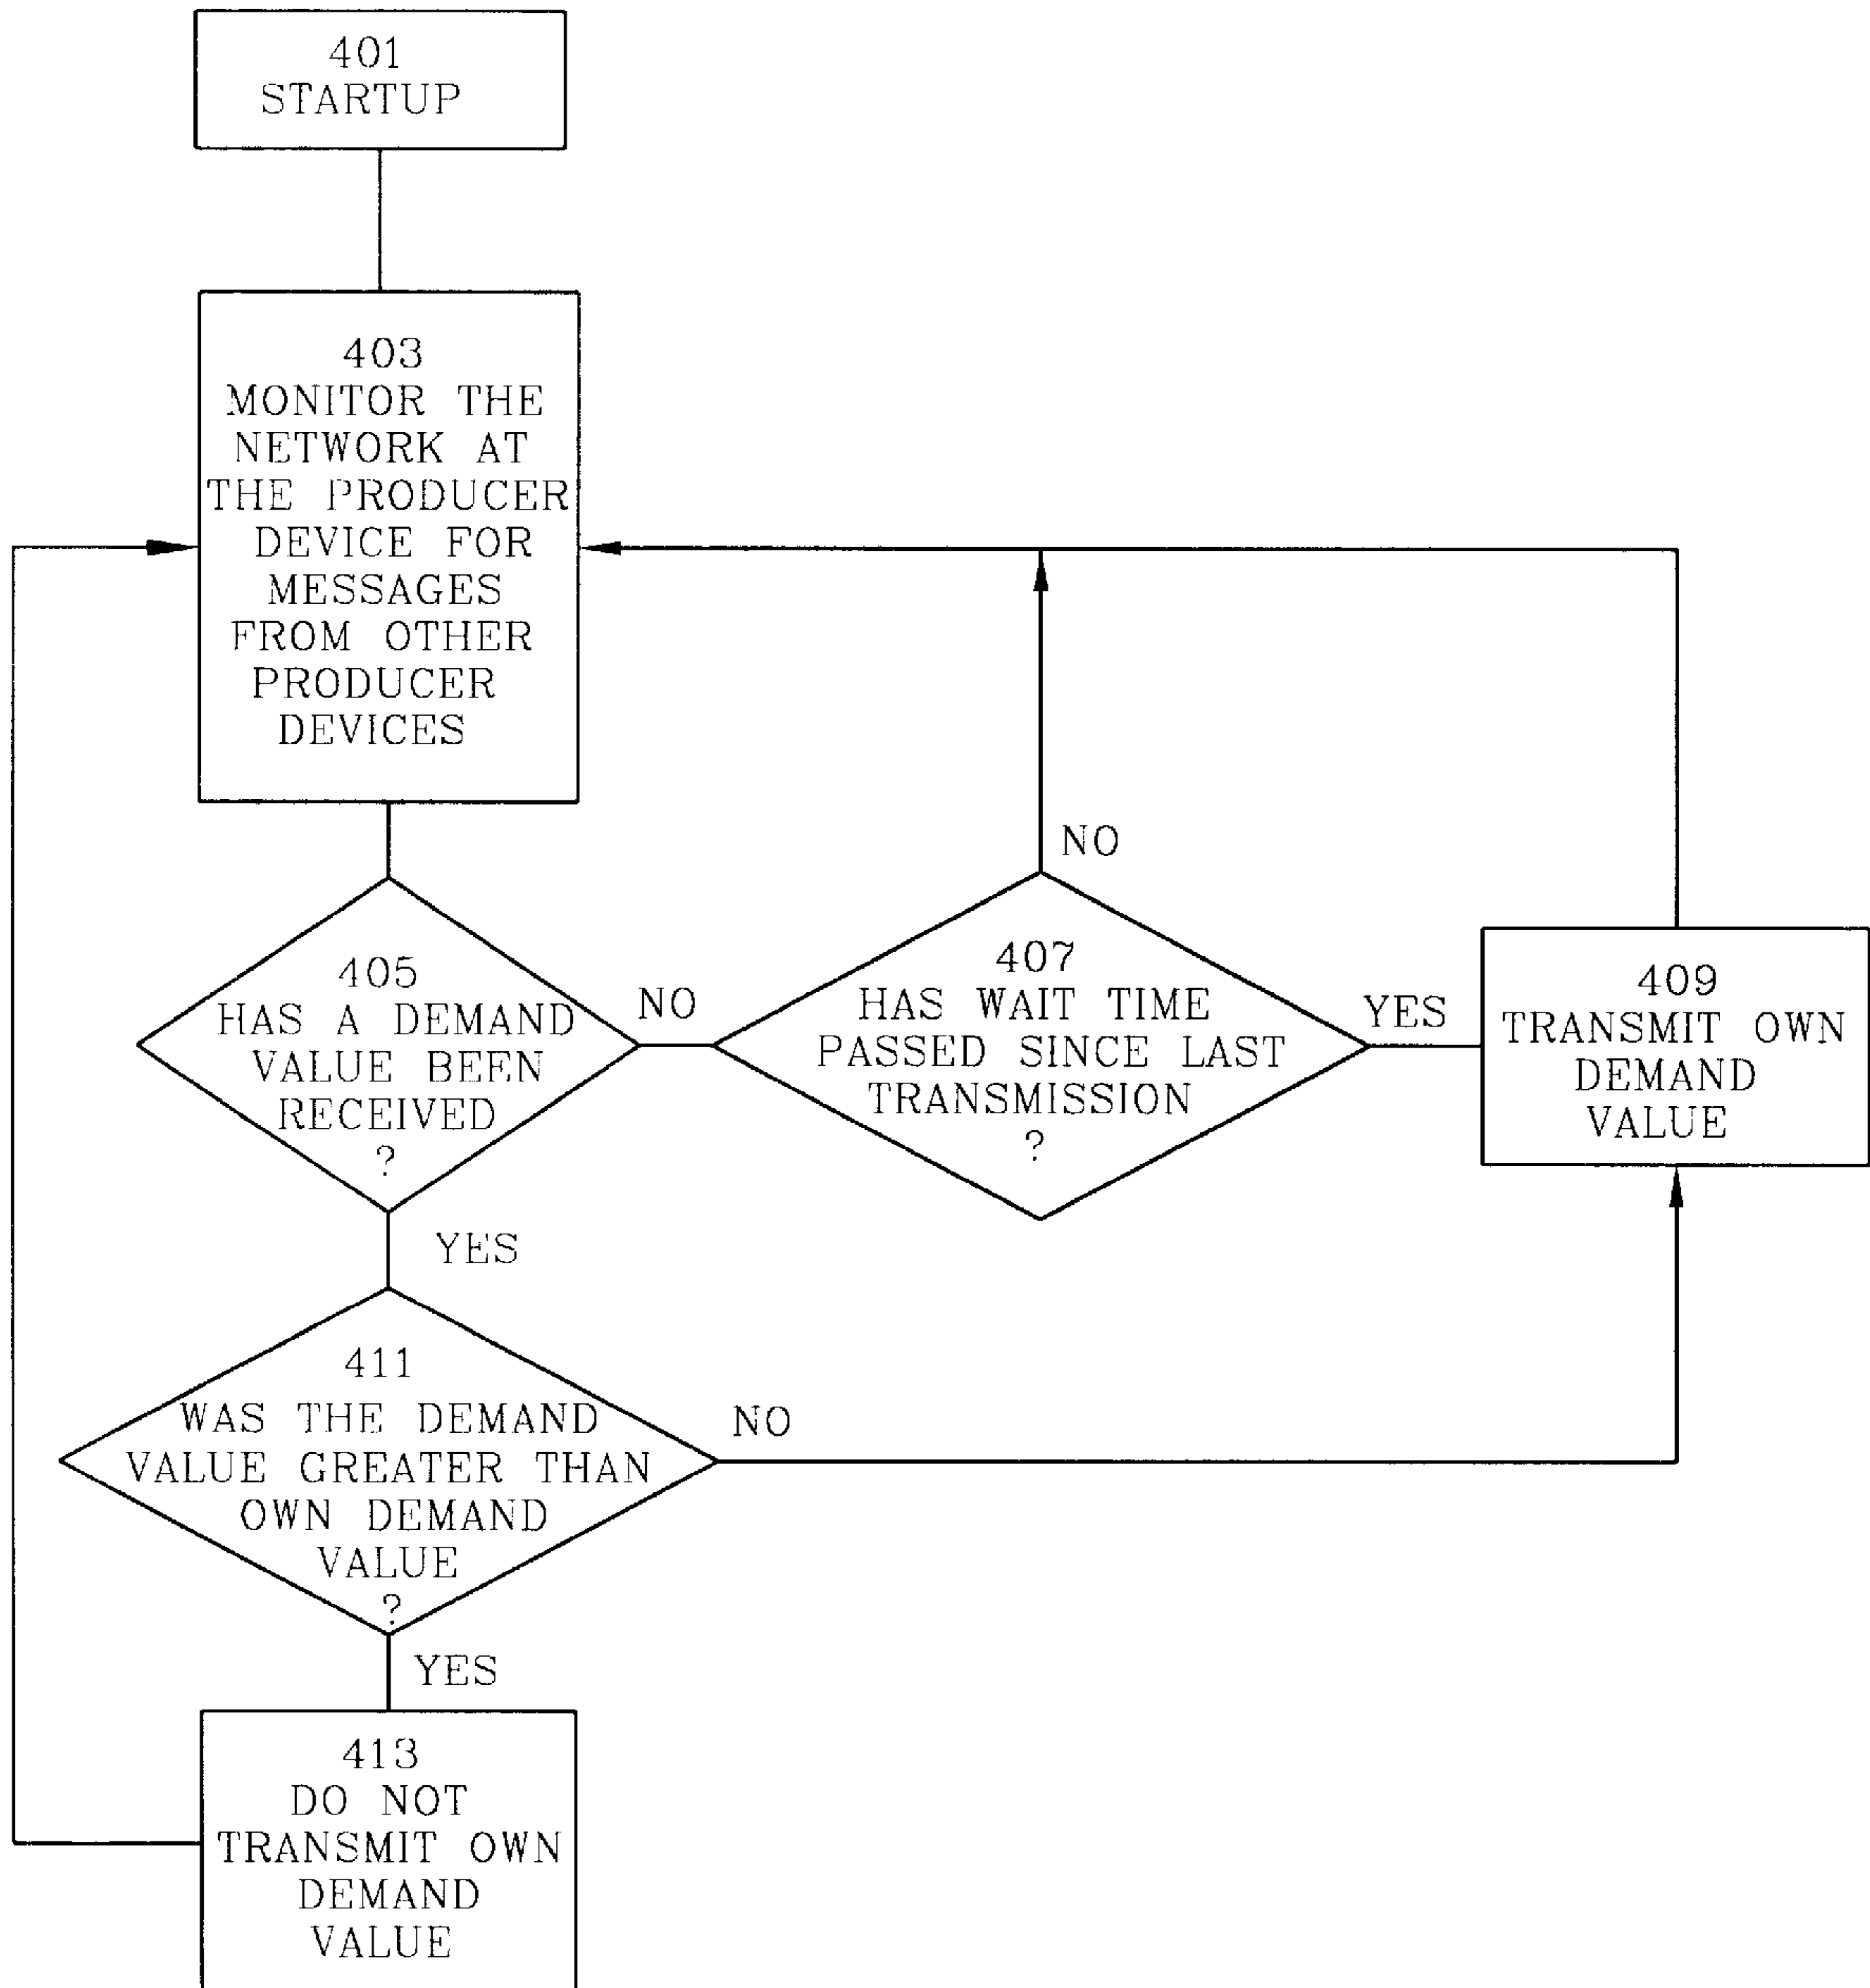 401
STARTUP
403
MONITOR THE
NETWORK AT
THE PRODUCER
DEVICE FOR
MESSAGES
FROM OTHER
PRODUCER
DEVICES
405
HAS A DEMAND
VALUE BEEN
RECEIVED
?
NO
407
HAS WAIT TIME
PASSED SINCE LAST
TRANSMISSION
?
NO
YES
409
TRANSMIT OWN
DEMAND
VALUE
YES
411
WAS THE DEMAND
VALUE GREATER THAN
OWN DEMAND
VALUE
?
NO
YES
413
DO NOT
TRANSMIT OWN
DEMAND
VALUE